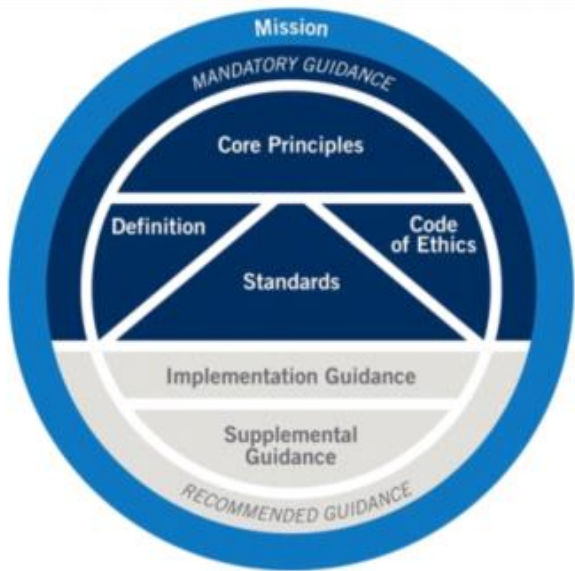 Mission
MANDATORY GUIDANCE
Core Principles
Definition
Code
of Ethics
Standards
Implementation Guidance
Supplemental
Guidance
RECOMMENDED GUIDANCE